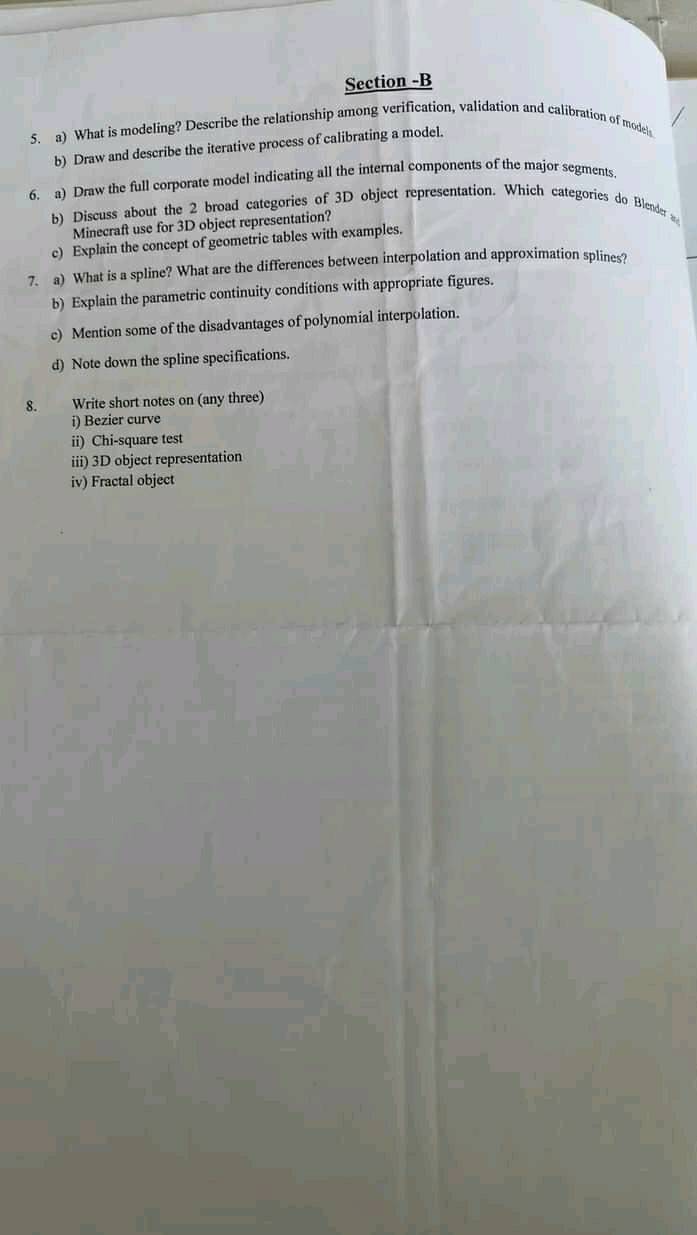 Section -B
5. a) What is modeling? Describe the relationship among verification, validation and calibration of models.
b) Draw and describe the iterative process of calibrating a model.
6. a) Draw the full corporate model indicating all the internal components of the major segments.
b) Discuss about the 2 broad categories of 3D object representation. Which categories do Blender and
Minecraft use for 3D object representation?
c) Explain the concept of geometric tables with examples.
7. a) What is a spline? What are the differences between interpolation and approximation splines?
b) Explain the parametric continuity conditions with appropriate figures.
c) Mention some of the disadvantages of polynomial interpolation.
d) Note down the spline specifications.
8. Write short notes on (any three)
i) Bezier curve
ii) Chi-square test
iii) 3D object representation
iv) Fractal object